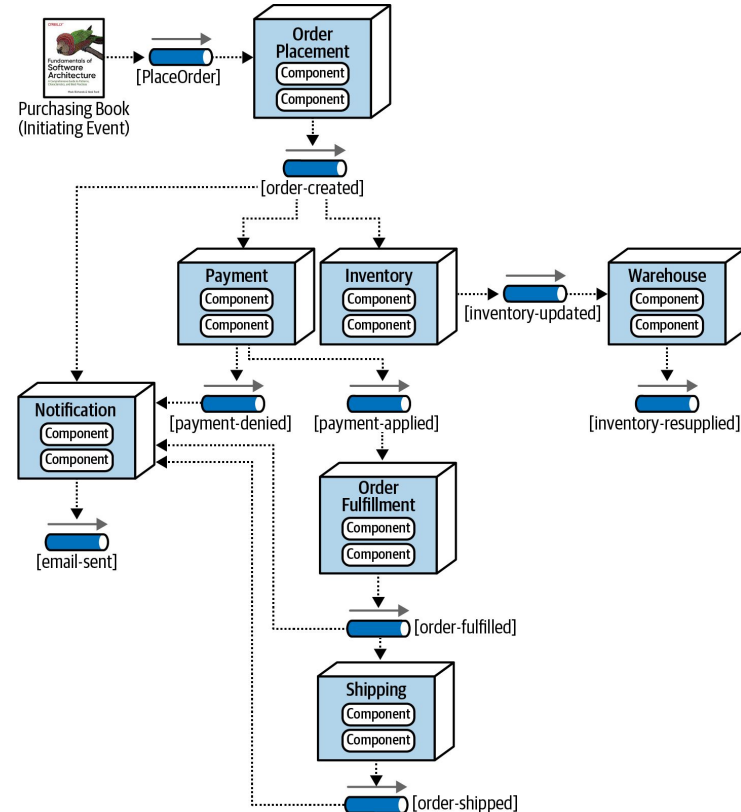 O'REILLY
Fundamentals of
Software
Architecture
Purchasing Book
(Initiating Event)
[PlaceOrder]
Order
Placement
Component
Component
[order-created]
Payment
Component
Component
Inventory
Component
Component
[inventory-updated]
Warehouse
Component
Component
Notification
Component
Component
[payment-denied]
[payment-applied]
[inventory-resupplied]
[email-sent]
Order
Fulfillment
Component
Component
[order-fulfilled]
Shipping
Component
Component
[order-shipped]